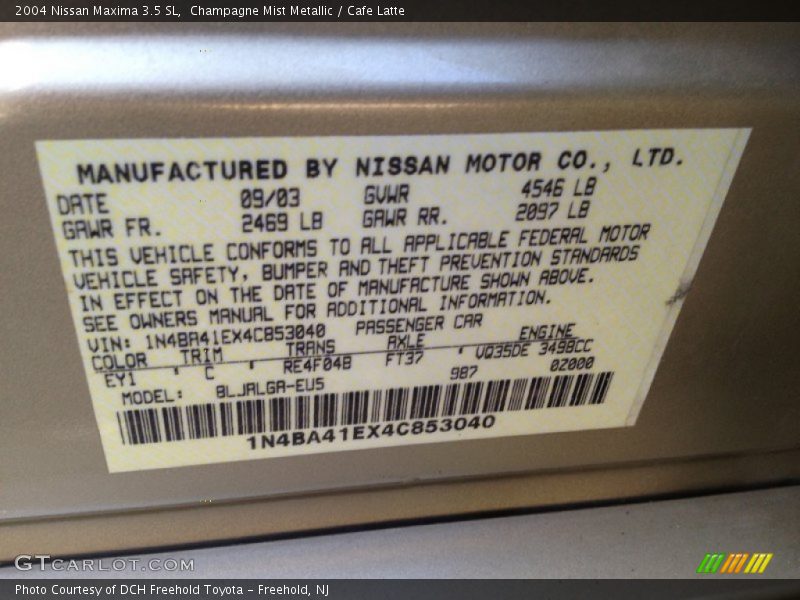 2004 Nissan Maxima 3.5 SL, Champagne Mist Metallic / Cafe Latte
MANUFACTURED BY NISSAN MOTOR CO., LTD.
DATE 09/03 GVWR 4546 LB
GAWR FR. 2469 LB GAWR RR. 2097 LB
THIS VEHICLE CONFORMS TO ALL APPLICABLE FEDERAL MOTOR
VEHICLE SAFETY, BUMPER AND THEFT PREVENTION STANDARDS
IN EFFECT ON THE DATE OF MANUFACTURE SHOWN ABOVE.
SEE OWNERS MANUAL FOR ADDITIONAL INFORMATION.
VIN: 1N4BA41EX4C853040 PASSENGER CAR
COLOR TRIM TRANS AXLE ENGINE
EY1 C RE4F04B FT37 VQ35DE 3498CC
MODEL: BLJALGA-EU5 987 0Z000
1N4BA41EX4C853040
GTCARLOT.COM
Photo Courtesy of DCH Freehold Toyota – Freehold, NJ